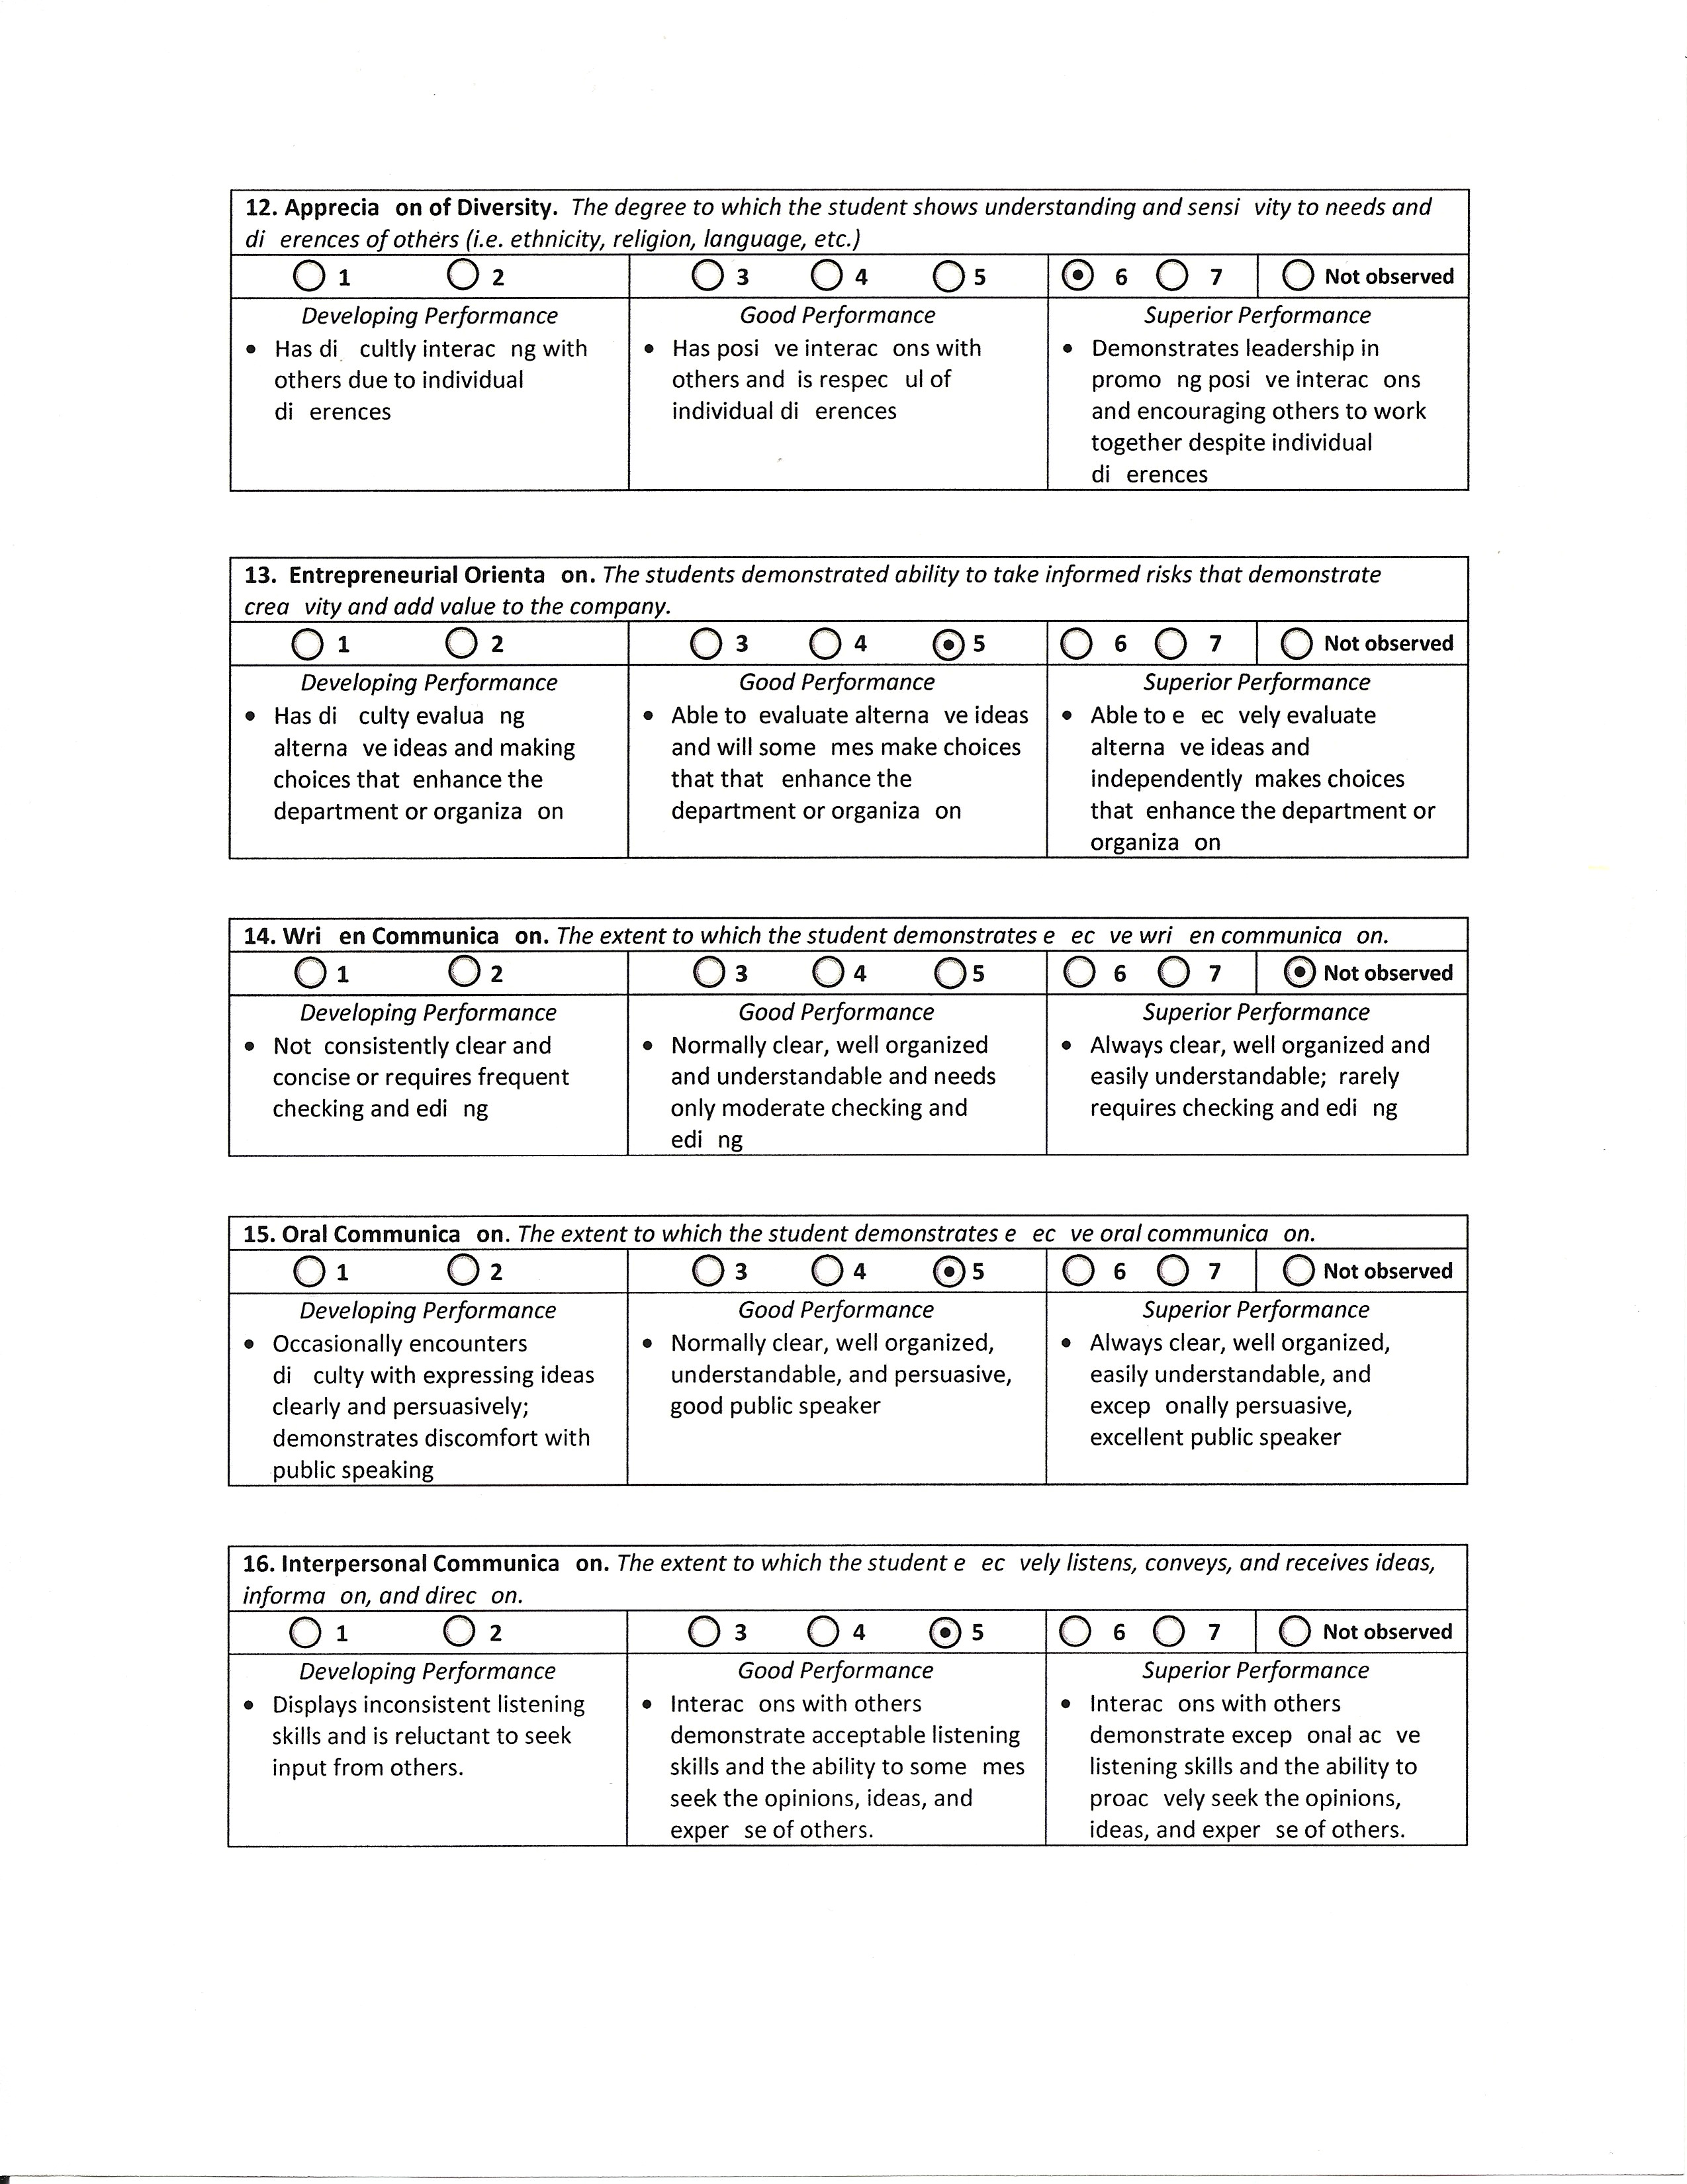 12. Apprecia on of Diversity. The degree to which the student shows understanding and sensi vity to needs and
di erences of others (i.e. ethnicity, religion, language, etc.)
1 2 3 4 5 6 7 Not observed
Developing Performance Good Performance Superior Performance
• Has di cultly interac ng with
others due to individual
di erences
• Has posi ve interac ons with
others and is respec ul of
individual di erences
• Demonstrates leadership in
promo ng posi ve interac ons
and encouraging others to work
together despite individual
di erences
13. Entrepreneurial Orienta on. The students demonstrated ability to take informed risks that demonstrate
crea vity and add value to the company.
1 2 3 4 5 6 7 Not observed
Developing Performance Good Performance Superior Performance
• Has di culty evalua ng
alterna ve ideas and making
choices that enhance the
department or organiza on
• Able to evaluate alterna ve ideas
and will some mes make choices
that that enhance the
department or organiza on
• Able to e ec vely evaluate
alterna ve ideas and
independently makes choices
that enhance the department or
organiza on
14. Wri en Communica on. The extent to which the student demonstrates e ec ve wri en communica on.
1 2 3 4 5 6 7 Not observed
Developing Performance Good Performance Superior Performance
• Not consistently clear and
concise or requires frequent
checking and edi ng
• Normally clear, well organized
and understandable and needs
only moderate checking and
edi ng
• Always clear, well organized and
easily understandable; rarely
requires checking and edi ng
15. Oral Communica on. The extent to which the student demonstrates e ec ve oral communica on.
1 2 3 4 5 6 7 Not observed
Developing Performance Good Performance Superior Performance
• Occasionally encounters
di culty with expressing ideas
clearly and persuasively;
demonstrates discomfort with
public speaking
• Normally clear, well organized,
understandable, and persuasive,
good public speaker
• Always clear, well organized,
easily understandable, and
excep onally persuasive,
excellent public speaker
16. Interpersonal Communica on. The extent to which the student e ec vely listens, conveys, and receives ideas,
informa on, and direc on.
1 2 3 4 5 6 7 Not observed
Developing Performance Good Performance Superior Performance
• Displays inconsistent listening
skills and is reluctant to seek
input from others.
• Interac ons with others
demonstrate acceptable listening
skills and the ability to some mes
seek the opinions, ideas, and
exper se of others.
• Interac ons with others
demonstrate excep onal ac ve
listening skills and the ability to
proac vely seek the opinions,
ideas, and exper se of others.